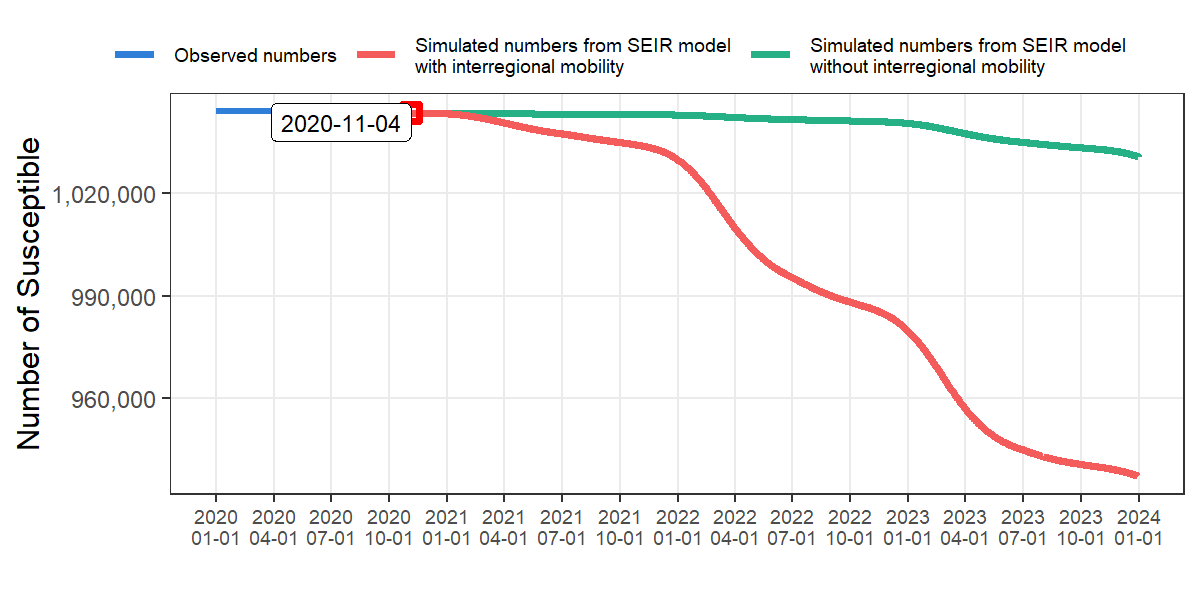 Observed numbers
Simulated numbers from SEIR model
with interregional mobility
Simulated numbers from SEIR model
without interregional mobility
2020-11-04
Number of Susceptible
1,020,000
990,000
960,000
2020 2020 2020 2020 2021 2021 2021 2021 2022 2022 2022 2022 2023 2023 2023 2023 2024
01-01 04-01 07-01 10-01 01-01 04-01 07-01 10-01 01-01 04-01 07-01 10-01 01-01 04-01 07-01 10-01 01-01